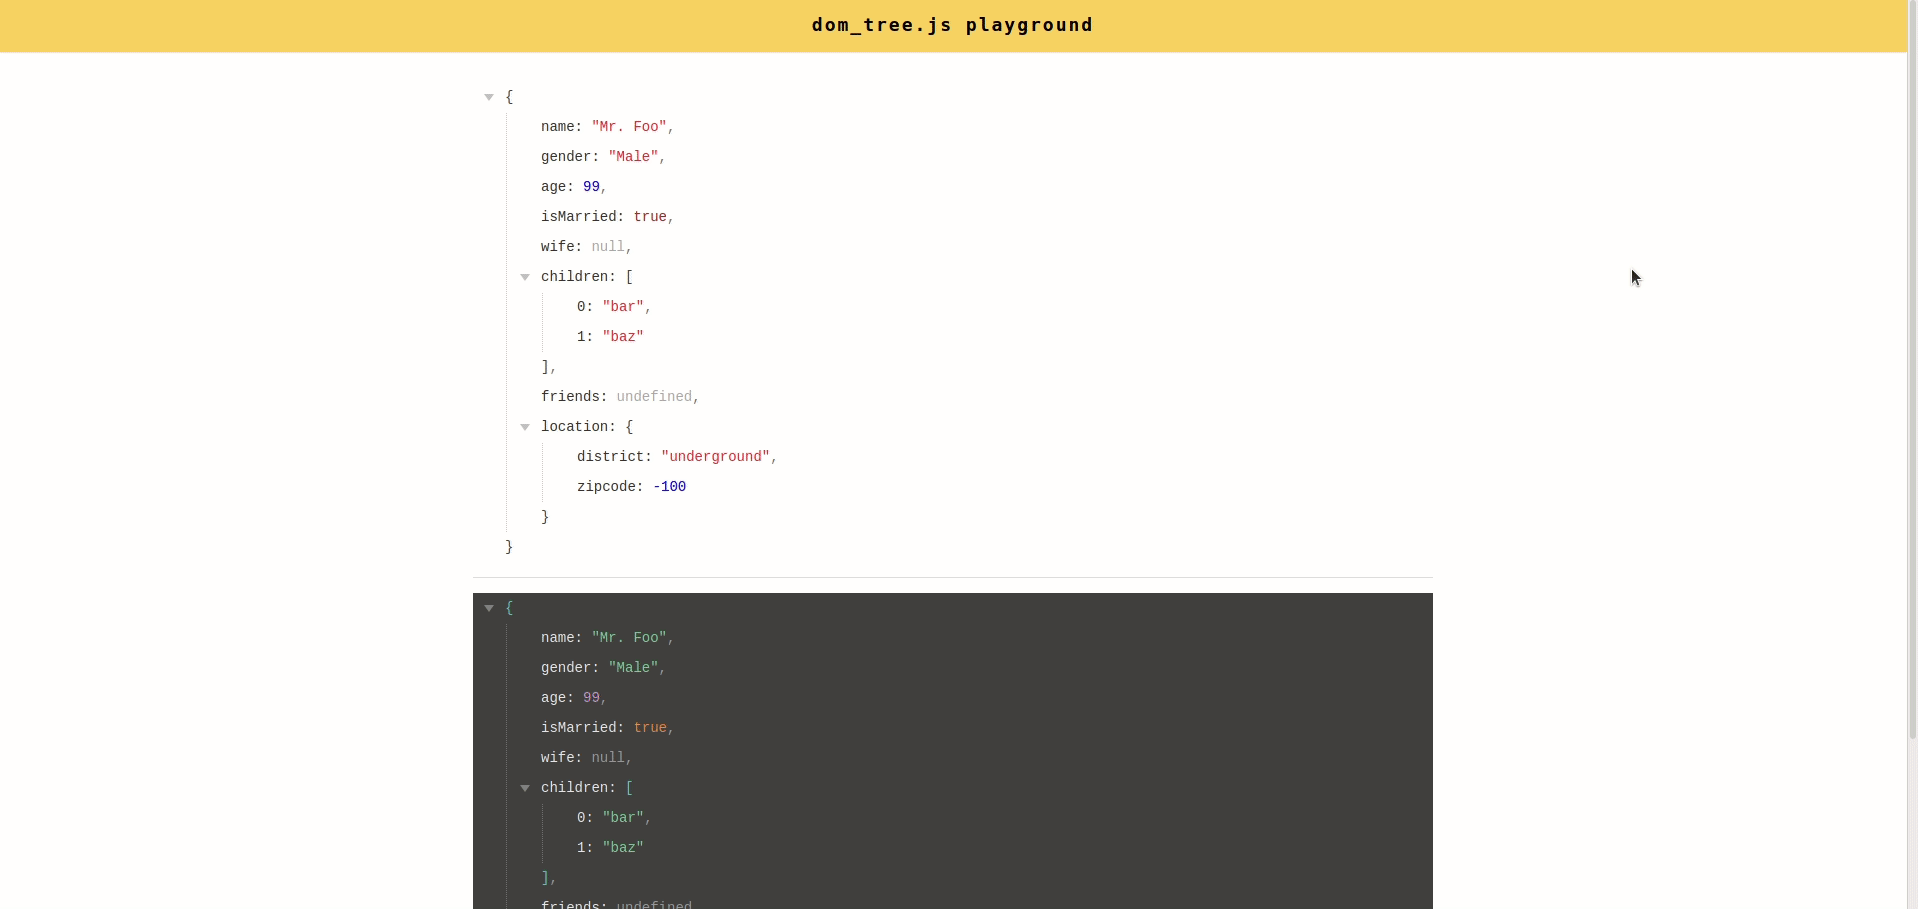 dom_tree.js playground
{
name: "Mr. Foo",
gender: "Male",
age: 99,
isMarried: true,
wife: null,
children: [
0: "bar",
1: "baz"
],
friends: undefined,
location: {
district: "underground",
zipcode: -100
}
}
{
name: "Mr. Foo",
gender: "Male",
age: 99,
isMarried: true,
wife: null,
children: [
0: "bar",
1: "baz"
],
friends: undefined